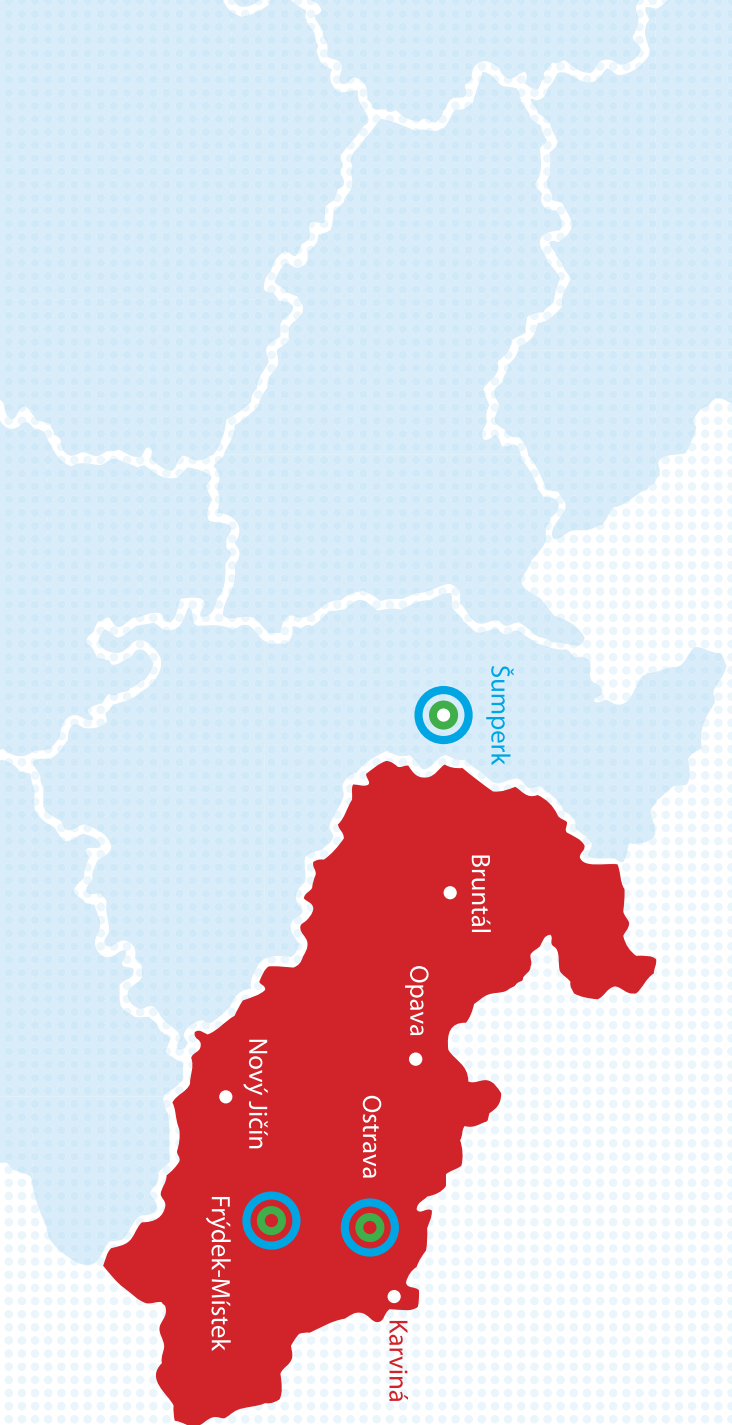 Šumperk
Bruntál
Opava
Ostrava
Karviná
Nový Jičín
Frýdek-Místek